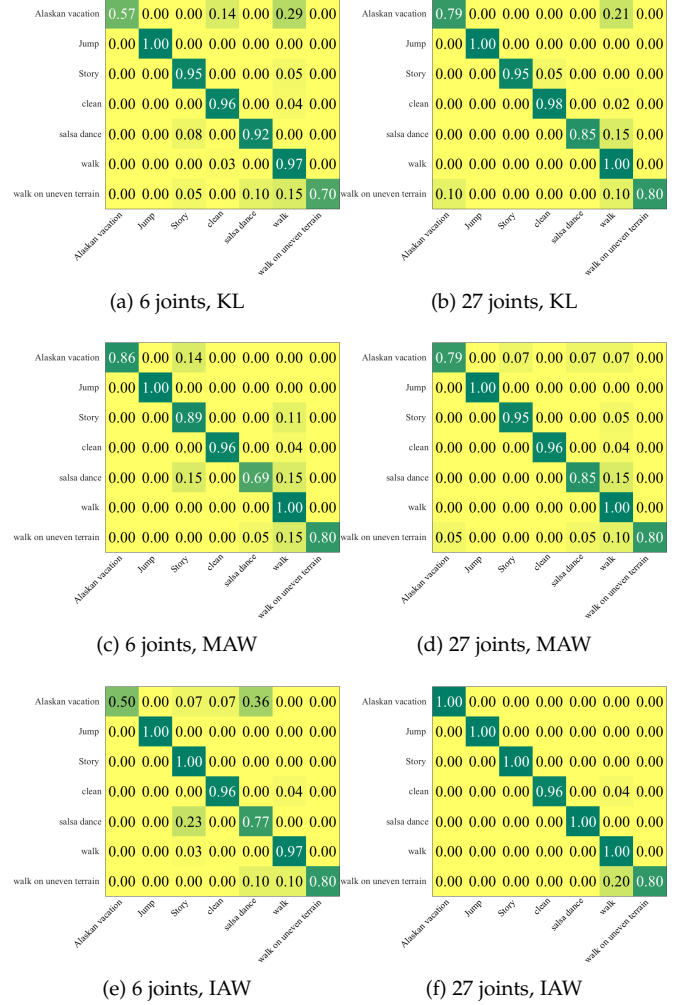 Alaskan vacation 0.57 0.00 0.00 0.14 0.00 0.29 0.00
Jump 0.00 1.00 0.00 0.00 0.00 0.00 0.00
Story 0.00 0.00 0.95 0.00 0.00 0.05 0.00
clean 0.00 0.00 0.00 0.96 0.00 0.04 0.00
salsa dance 0.00 0.00 0.08 0.00 0.92 0.00 0.00
walk 0.00 0.00 0.00 0.03 0.00 0.97 0.00
walk on uneven terrain 0.00 0.00 0.05 0.00 0.10 0.15 0.70
Alaskan vacation Jump Story clean salsa dance walk walk on uneven terrain
(a) 6 joints, KL
Alaskan vacation 0.79 0.00 0.00 0.00 0.00 0.21 0.00
Jump 0.00 1.00 0.00 0.00 0.00 0.00 0.00
Story 0.00 0.00 0.95 0.05 0.00 0.00 0.00
clean 0.00 0.00 0.00 0.98 0.00 0.02 0.00
salsa dance 0.00 0.00 0.00 0.00 0.85 0.15 0.00
walk 0.00 0.00 0.00 0.00 0.00 1.00 0.00
walk on uneven terrain 0.10 0.00 0.00 0.00 0.00 0.10 0.80
Alaskan vacation Jump Story clean salsa dance walk walk on uneven terrain
(b) 27 joints, KL
Alaskan vacation 0.86 0.00 0.14 0.00 0.00 0.00 0.00
Jump 0.00 1.00 0.00 0.00 0.00 0.00 0.00
Story 0.00 0.00 0.89 0.00 0.00 0.11 0.00
clean 0.00 0.00 0.00 0.96 0.00 0.04 0.00
salsa dance 0.00 0.00 0.15 0.00 0.69 0.15 0.00
walk 0.00 0.00 0.00 0.00 0.00 1.00 0.00
walk on uneven terrain 0.00 0.00 0.00 0.00 0.05 0.15 0.80
Alaskan vacation Jump Story clean salsa dance walk walk on uneven terrain
(c) 6 joints, MAW
Alaskan vacation 0.79 0.00 0.07 0.00 0.07 0.07 0.00
Jump 0.00 1.00 0.00 0.00 0.00 0.00 0.00
Story 0.00 0.00 0.95 0.00 0.00 0.05 0.00
clean 0.00 0.00 0.00 0.96 0.00 0.04 0.00
salsa dance 0.00 0.00 0.00 0.00 0.85 0.15 0.00
walk 0.00 0.00 0.00 0.00 0.00 1.00 0.00
walk on uneven terrain 0.05 0.00 0.00 0.00 0.05 0.10 0.80
Alaskan vacation Jump Story clean salsa dance walk walk on uneven terrain
(d) 27 joints, MAW
Alaskan vacation 0.50 0.00 0.07 0.07 0.36 0.00 0.00
Jump 0.00 1.00 0.00 0.00 0.00 0.00 0.00
Story 0.00 0.00 1.00 0.00 0.00 0.00 0.00
clean 0.00 0.00 0.00 0.96 0.00 0.04 0.00
salsa dance 0.00 0.00 0.23 0.00 0.77 0.00 0.00
walk 0.00 0.00 0.03 0.00 0.00 0.97 0.00
walk on uneven terrain 0.00 0.00 0.00 0.00 0.10 0.10 0.80
Alaskan vacation Jump Story clean salsa dance walk walk on uneven terrain
(e) 6 joints, IAW
Alaskan vacation 1.00 0.00 0.00 0.00 0.00 0.00 0.00
Jump 0.00 1.00 0.00 0.00 0.00 0.00 0.00
Story 0.00 0.00 1.00 0.00 0.00 0.00 0.00
clean 0.00 0.00 0.00 0.96 0.00 0.04 0.00
salsa dance 0.00 0.00 0.00 0.00 1.00 0.00 0.00
walk 0.00 0.00 0.00 0.00 0.00 1.00 0.00
walk on uneven terrain 0.00 0.00 0.00 0.00 0.00 0.20 0.80
Alaskan vacation Jump Story clean salsa dance walk walk on uneven terrain
(f) 27 joints, IAW